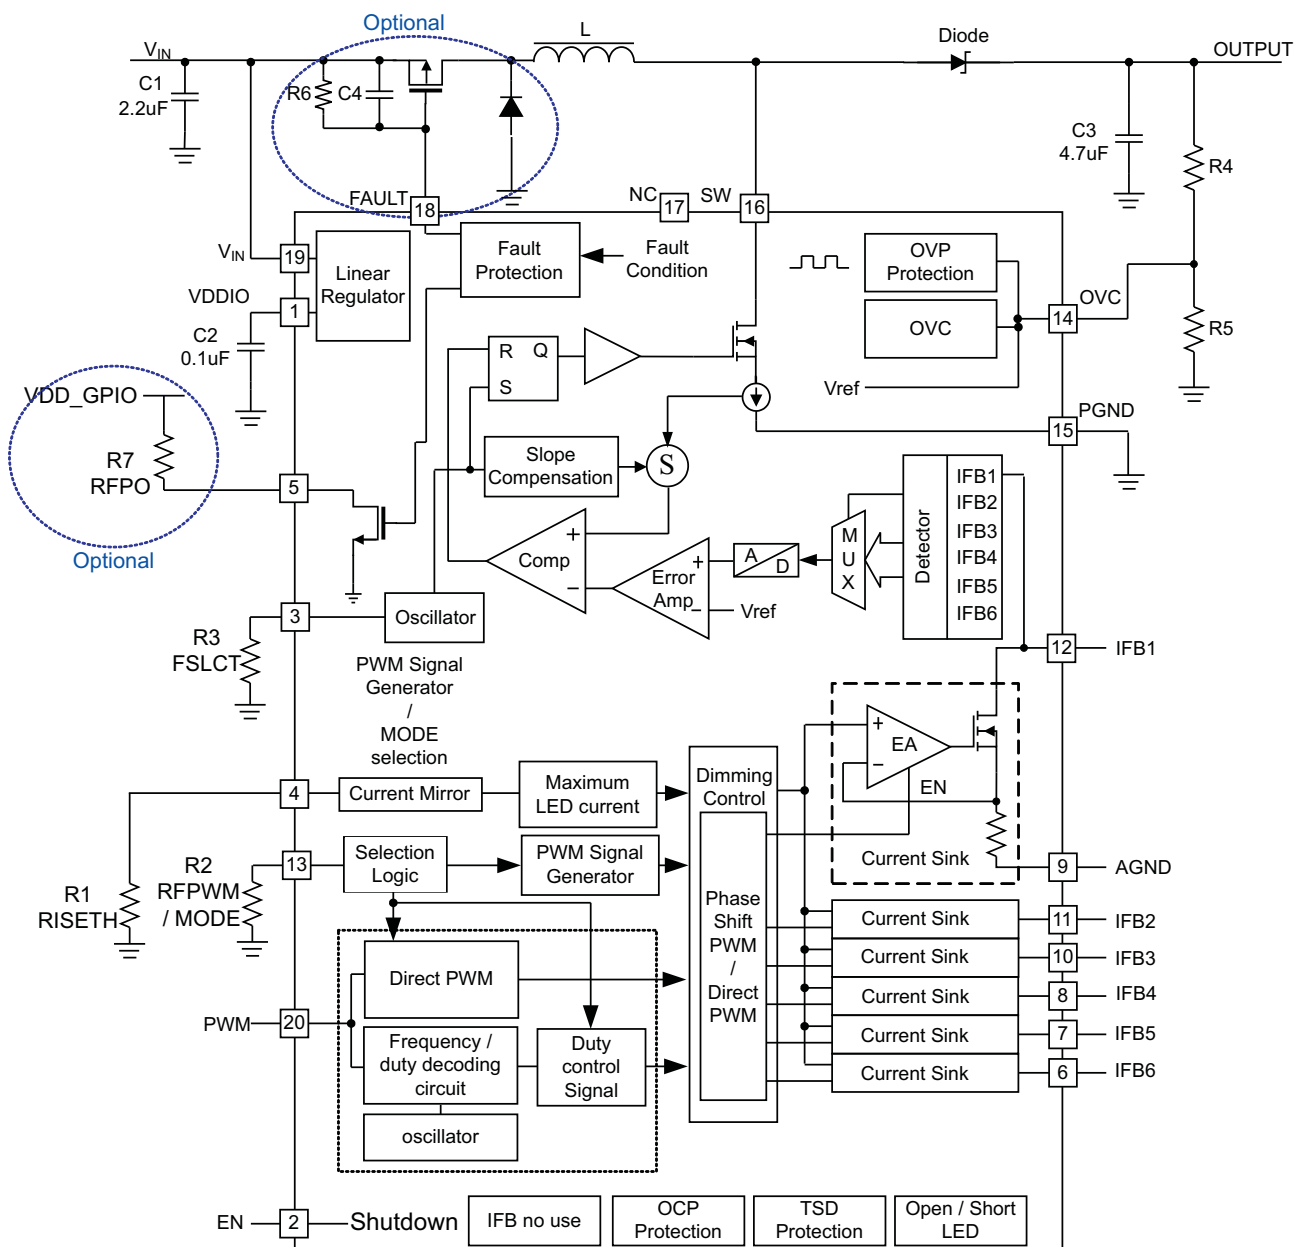 Optional
L
Diode
OUTPUT
VIN
C1
2.2uF
R6
C4
C3
4.7uF
R4
FAULT
18
NC
17
SW
16
VIN
19
Linear
Regulator
Fault
Protection
Fault
Condition
OVP
Protection
VDDIO
1
OVC
OVC
14
R5
C2
0.1uF
R
Q
S
Vref
VDD_GPIO
PGND
15
R7
RFPO
5
Slope
Compensation
S
Optional
Detector
IFB1
IFB2
IFB3
IFB4
IFB5
IFB6
M
U
X
A
D
+
Comp
−
+
Error
Amp
−
Vref
3
Oscillator
R3
FSLCT
12
IFB1
PWM Signal
Generator
/
MODE
selection
+
EA
−
EN
Current Sink
4
Current Mirror
Maximum
LED current
Dimming
Control
13
Selection
Logic
PWM Signal
Generator
9
AGND
R1
RISETH
R2
RFPWM
/ MODE
Phase
Shift
PWM
/
Direct
PWM
Current Sink
11
IFB2
Current Sink
10
IFB3
Direct PWM
Current Sink
8
IFB4
PWM
20
Current Sink
7
IFB5
Frequency /
duty decoding
circuit
Duty
control
Signal
Current Sink
6
IFB6
oscillator
EN
2
Shutdown
IFB no use
OCP
Protection
TSD
Protection
Open / Short
LED